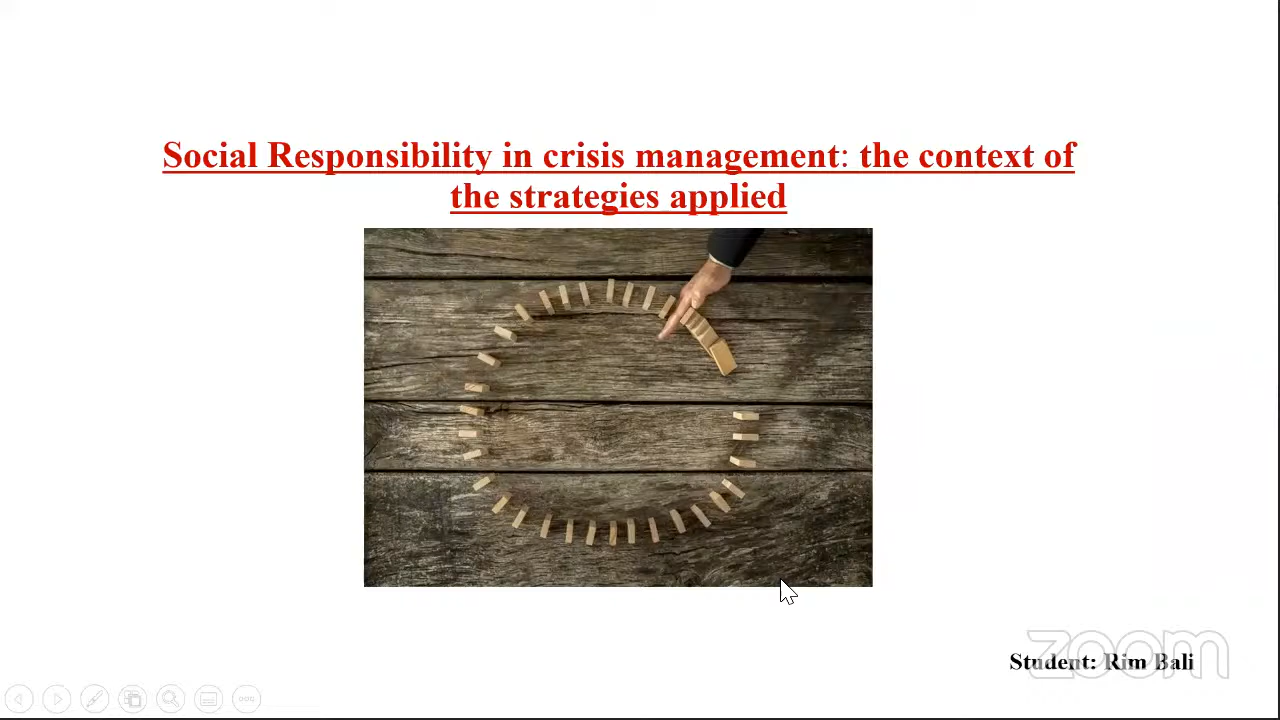 Social Responsibility in crisis management: the context of
the strategies applied
zoom
Student: Rim Bali